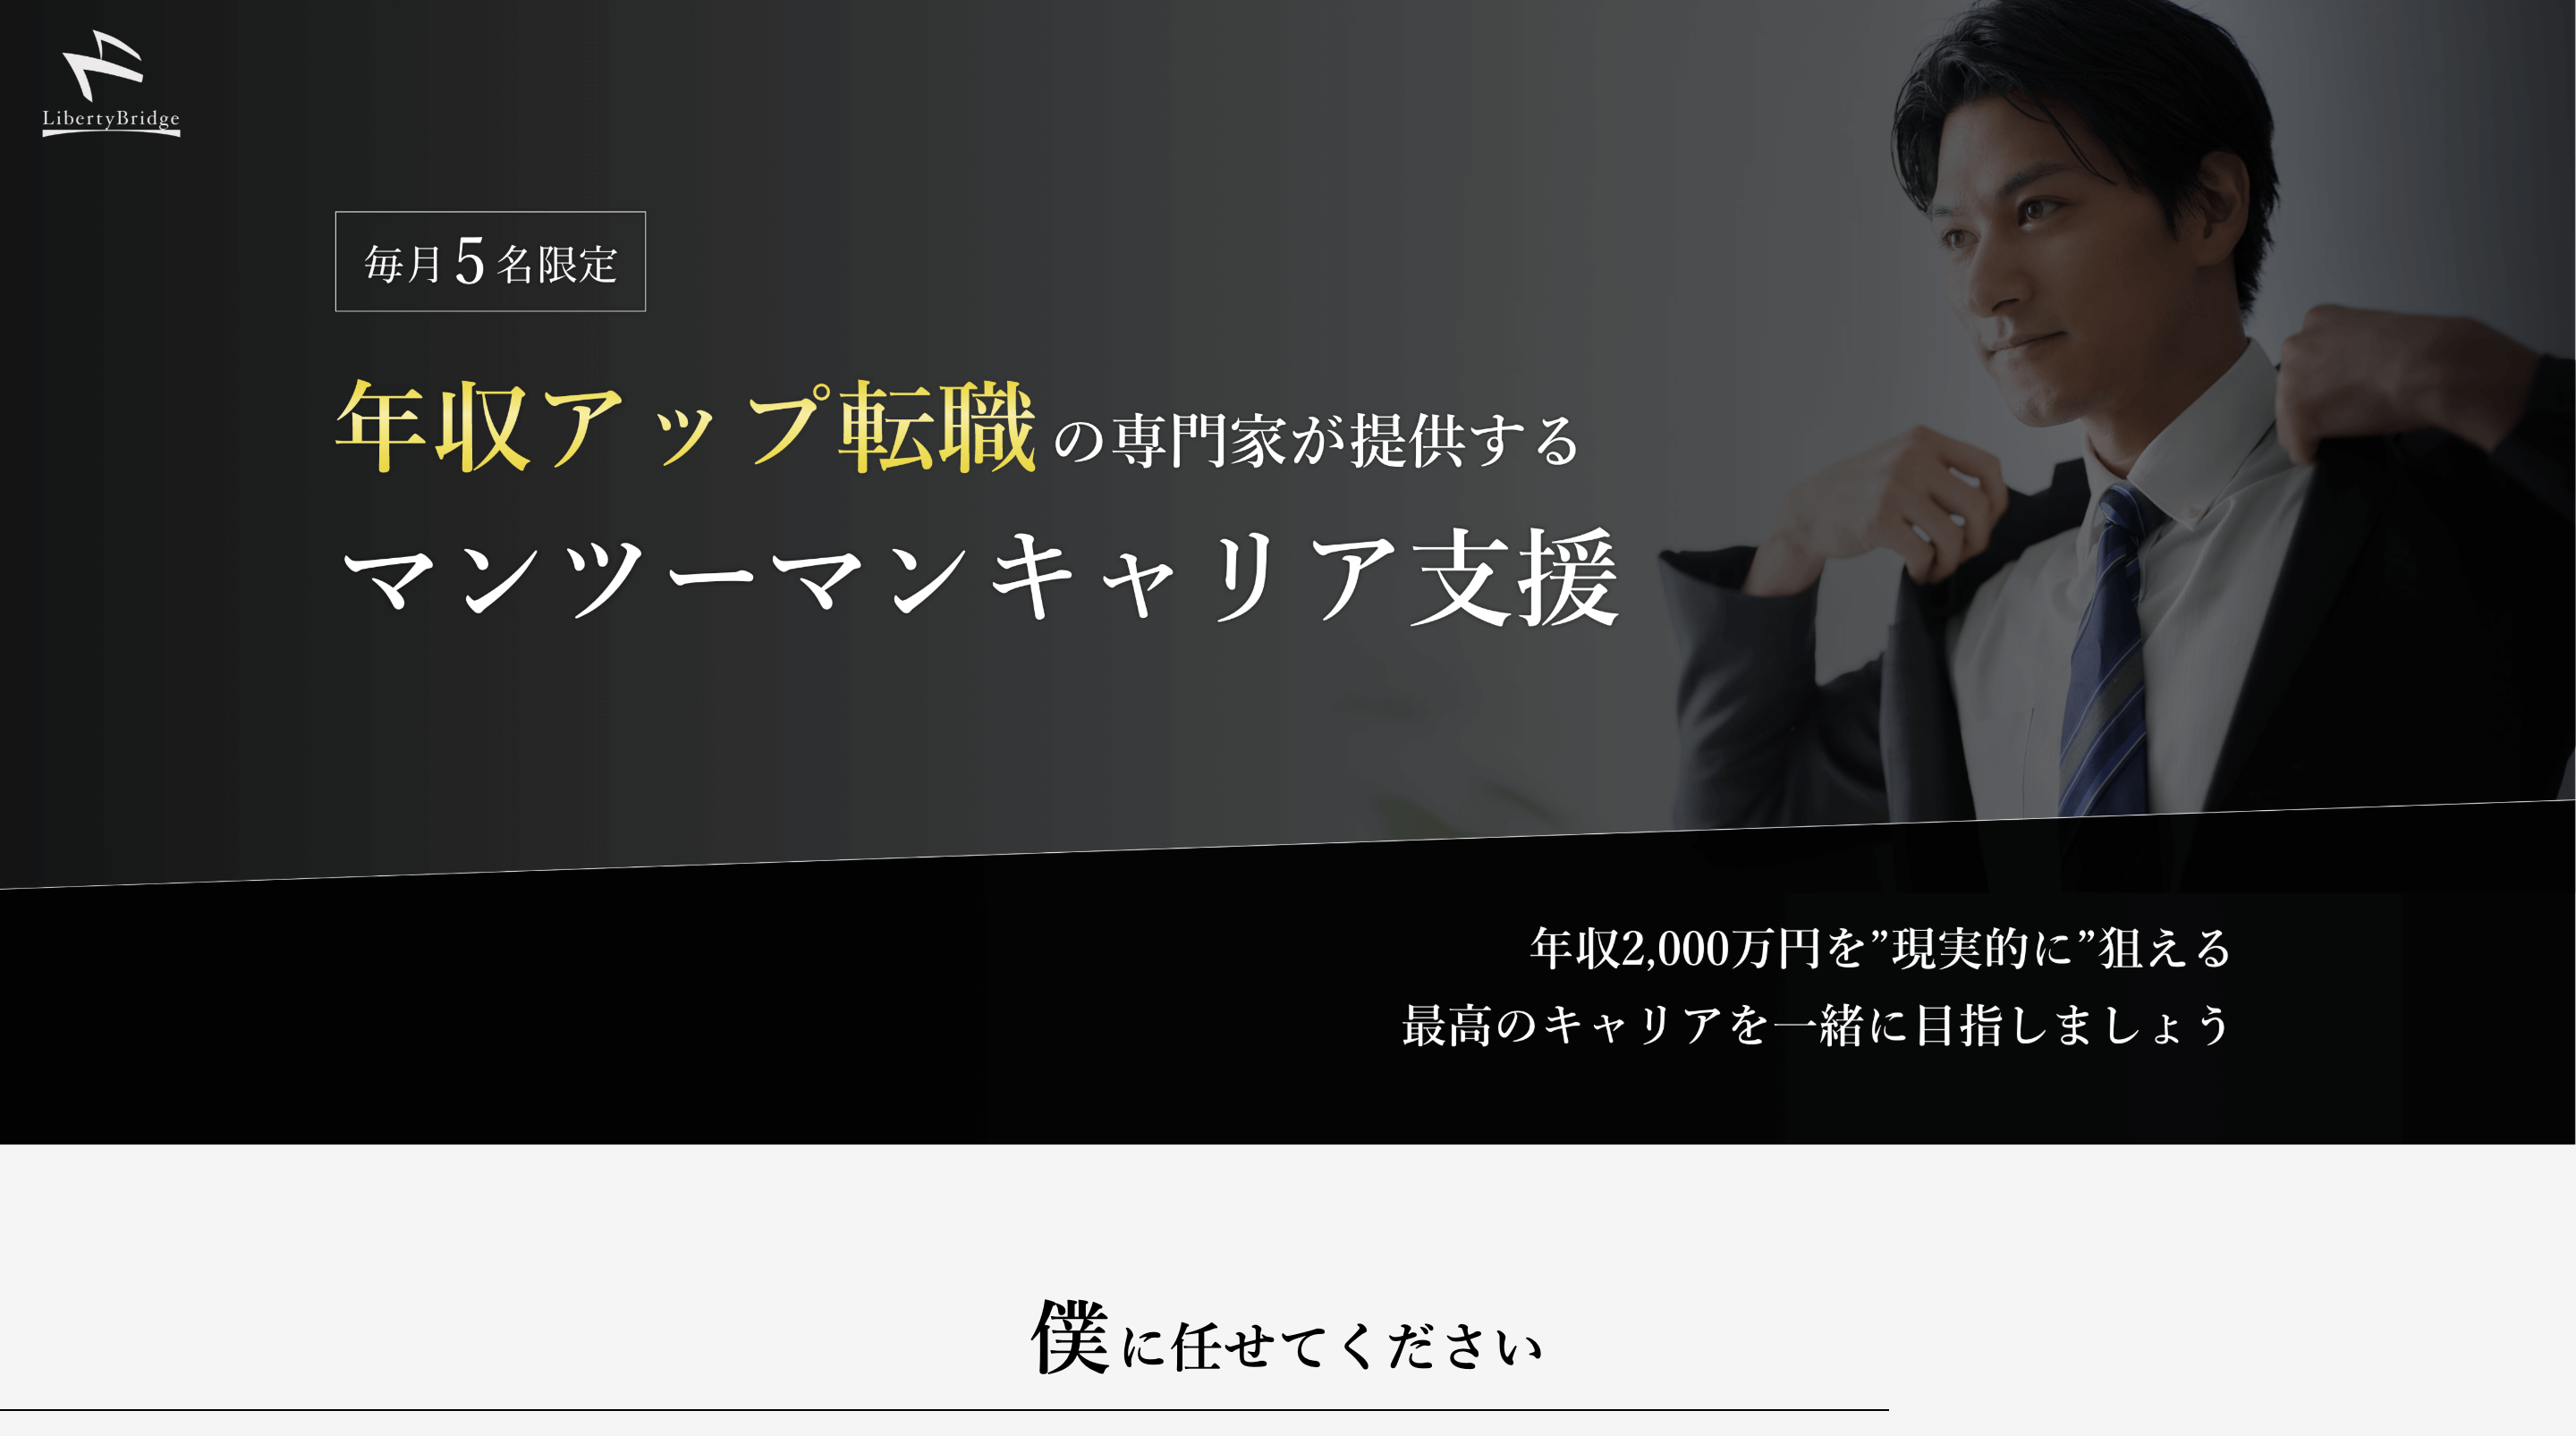 LibertyBridge
毎月5名限定
年収アップ転職の専門家が提供する
マンツーマンキャリア支援
年収2,000万円を”現実的に”狙える
最高のキャリアを一緒に目指しましょう
僕に任せてください